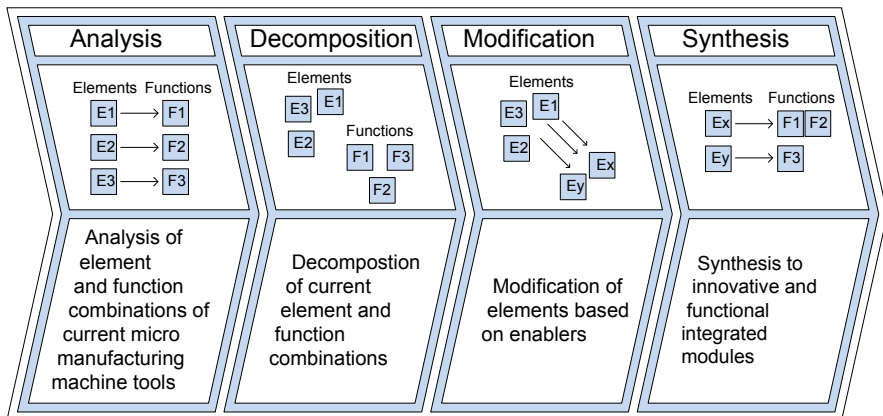 Analysis
Elements Functions
E1 F1
E2 F2
E3 F3
Analysis of
element
and function
combinations of
current micro
manufacturing
machine tools
Decomposition
Elements
E3 E1
E2
Functions
F1 F3
F2
Decompostion
of current
element and
function
combinations
Modification
Elements
E3 E1
E2
Ex
Ey
Modification of
elements based
on enablers
Synthesis
Elements Functions
Ex F1 F2
Ey F3
Synthesis to
innovative and
functional
integrated
modules